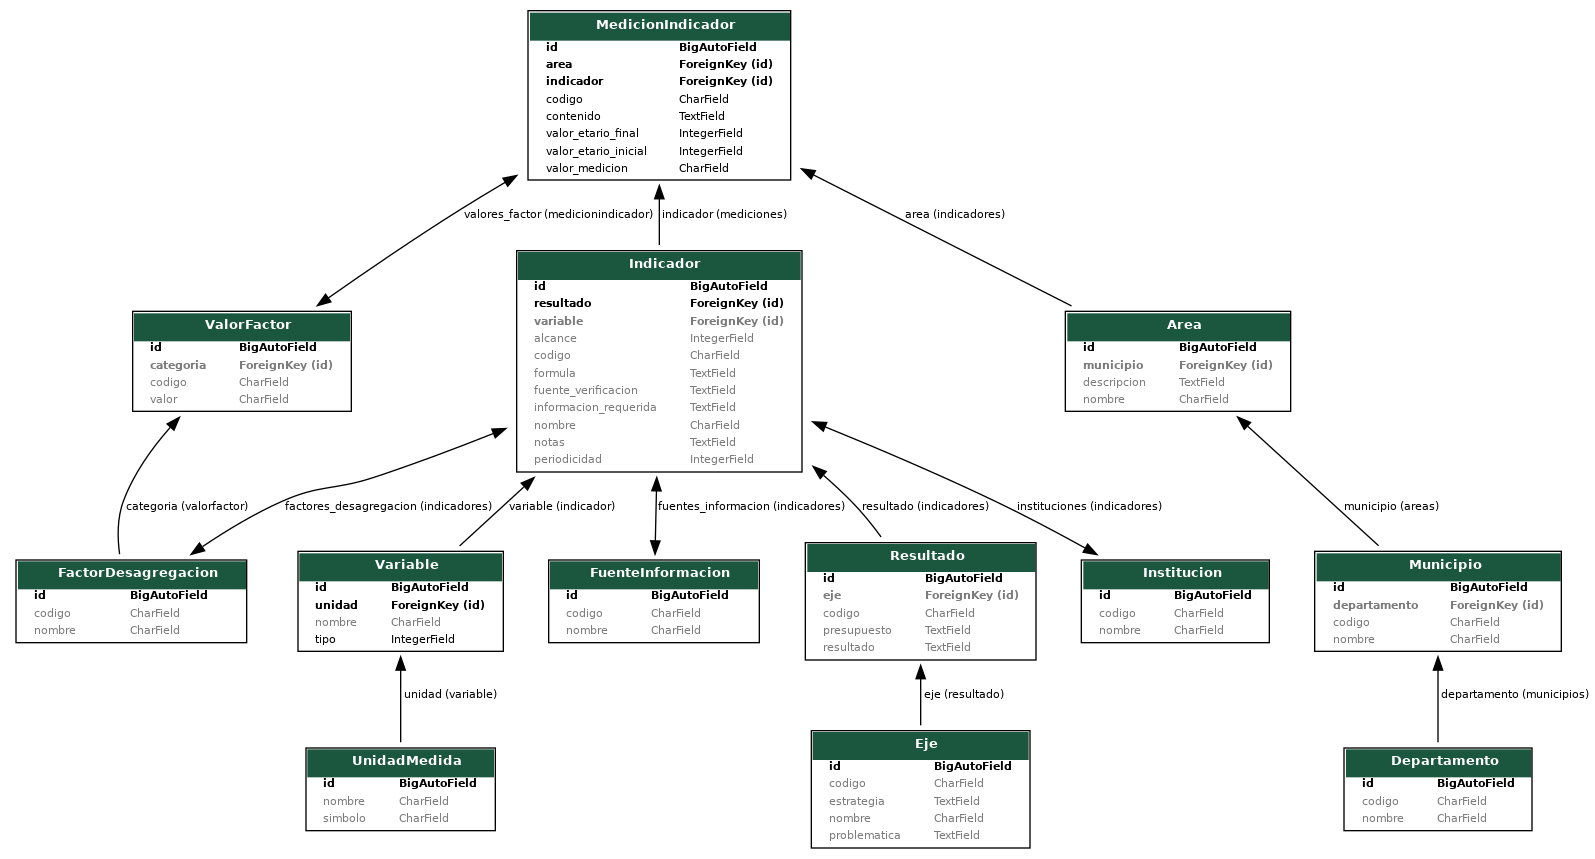 MedicionIndicador
id BigAutoField
area ForeignKey (id)
indicador ForeignKey (id)
codigo CharField
contenido TextField
valor_etario_final IntegerField
valor_etario_inicial IntegerField
valor_medicion CharField
valores_factor (medicionindicador)
indicador (mediciones)
area (indicadores)
Indicador
id BigAutoField
resultado ForeignKey (id)
variable ForeignKey (id)
alcance IntegerField
codigo CharField
formula TextField
fuente_verificacion TextField
informacion_requerida TextField
nombre CharField
notas TextField
periodicidad IntegerField
ValorFactor
id BigAutoField
categoria ForeignKey (id)
codigo CharField
valor CharField
Area
id BigAutoField
municipio ForeignKey (id)
descripcion TextField
nombre CharField
categoria (valorfactor)
factores_desagregacion (indicadores)
variable (indicador)
fuentes_informacion (indicadores)
resultado (indicadores)
instituciones (indicadores)
municipio (areas)
FactorDesagregacion
id BigAutoField
codigo CharField
nombre CharField
Variable
id BigAutoField
unidad ForeignKey (id)
nombre CharField
tipo IntegerField
FuenteInformacion
id BigAutoField
codigo CharField
nombre CharField
Resultado
id BigAutoField
eje ForeignKey (id)
codigo CharField
presupuesto TextField
resultado TextField
Institucion
id BigAutoField
codigo CharField
nombre CharField
Municipio
id BigAutoField
departamento ForeignKey (id)
codigo CharField
nombre CharField
unidad (variable)
eje (resultado)
departamento (municipios)
UnidadMedida
id BigAutoField
nombre CharField
simbolo CharField
Eje
id BigAutoField
codigo CharField
estrategia TextField
nombre CharField
problematica TextField
Departamento
id BigAutoField
codigo CharField
nombre CharField